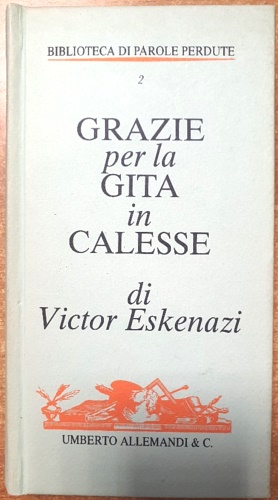 BIBLIOTECA DI PAROLE PERDUTE
2
GRAZIE
per la
GITA
in
CALESSE
di
Victor Eskenazi
UMBERTO ALLEMANDI & C.